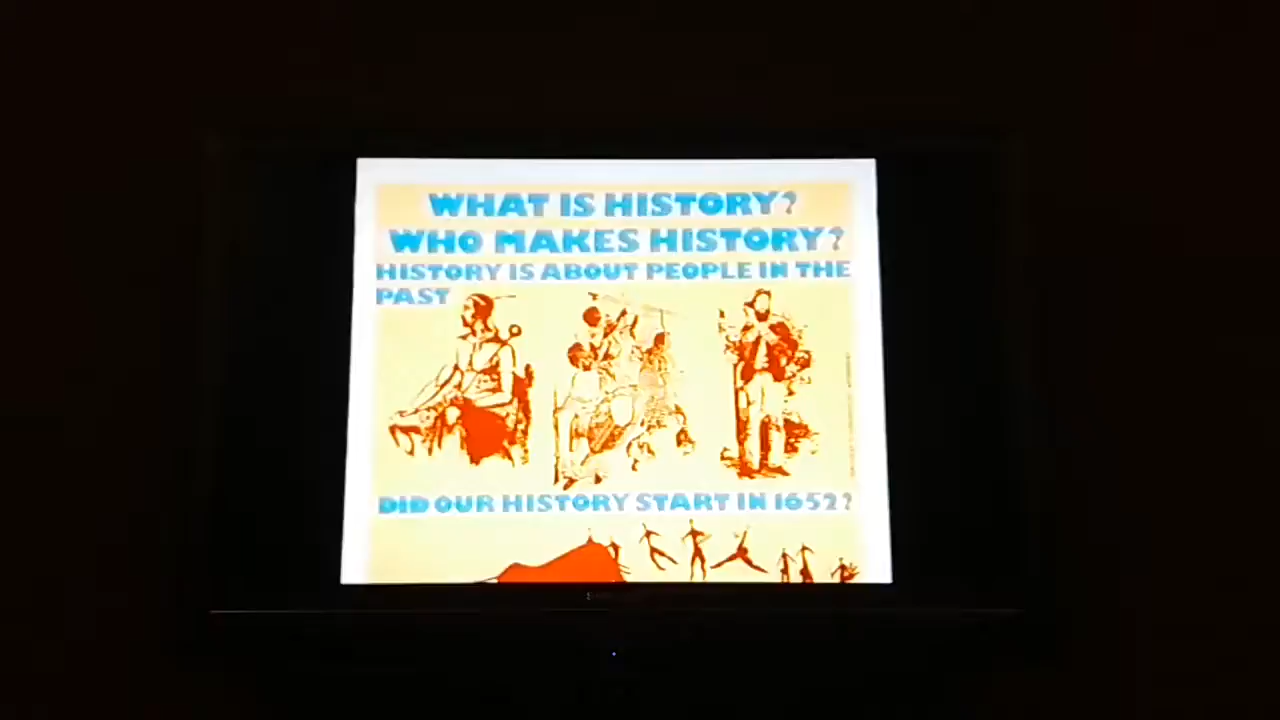 WHAT IS HISTORY?
WHO MAKES HISTORY?
HISTORY IS ABOUT PEOPLE IN THE
PAST
DID OUR HISTORY START IN 1652?